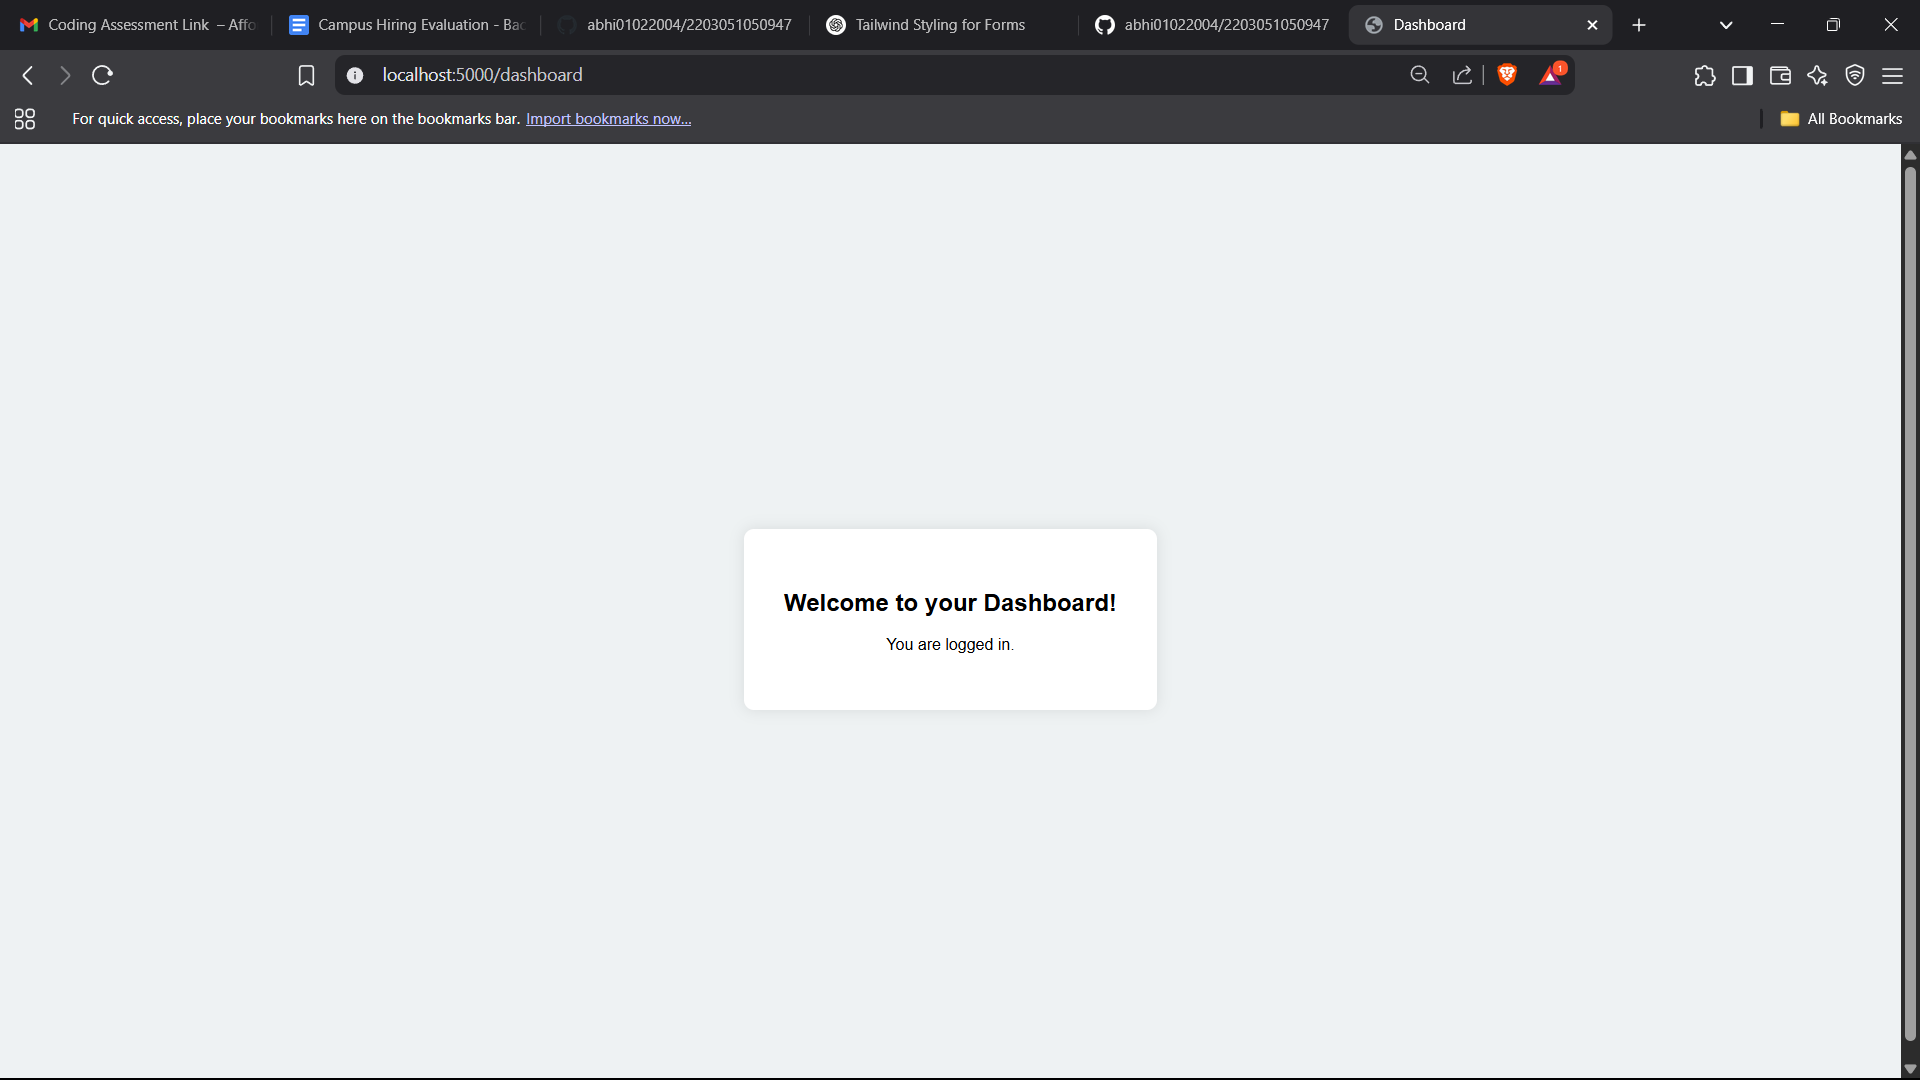 Coding Assessment Link – Affo
Campus Hiring Evaluation - Bac
abhi01022004/2203051050947
Tailwind Styling for Forms
abhi01022004/2203051050947
Dashboard
localhost:5000/dashboard
1
For quick access, place your bookmarks here on the bookmarks bar. Import bookmarks now...
All Bookmarks
Welcome to your Dashboard!
You are logged in.